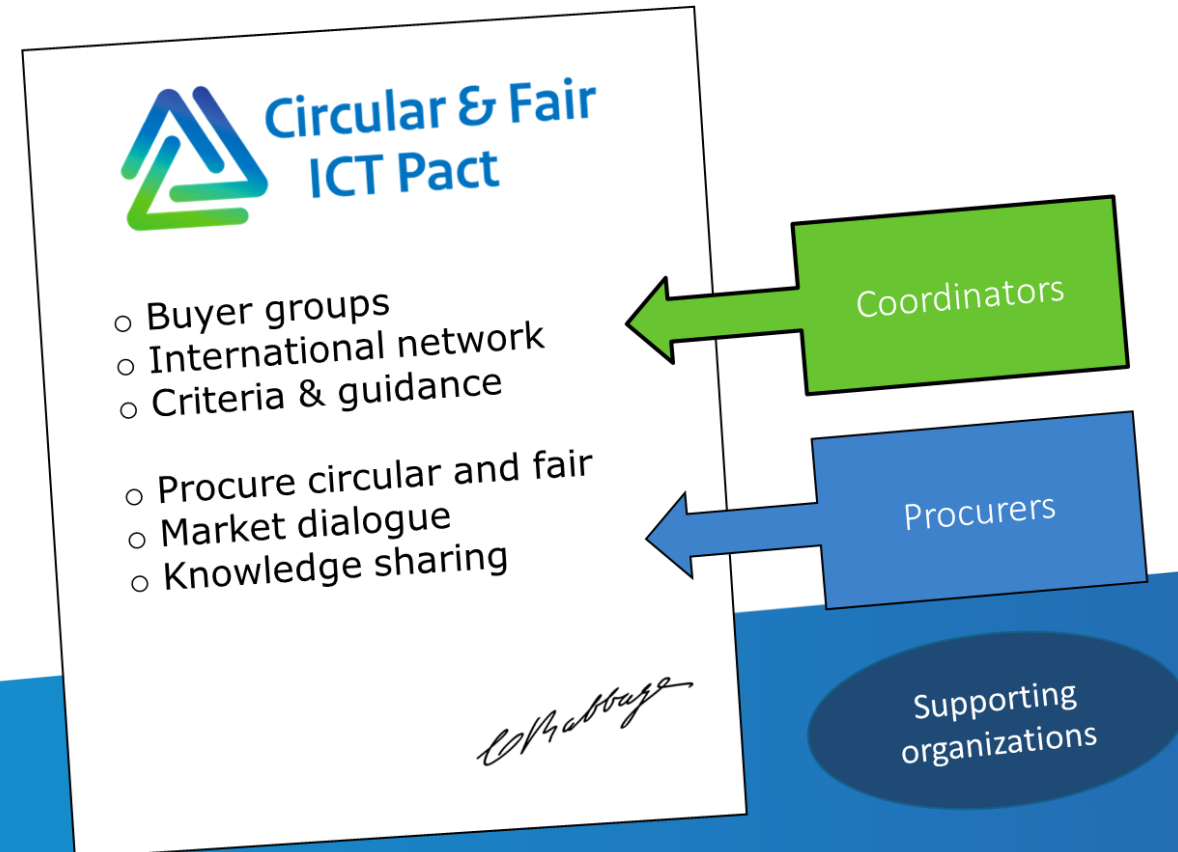 Circular & Fair
ICT Pact
○ Buyer groups
○ International network
○ Criteria & guidance
○ Procure circular and fair
○ Market dialogue
○ Knowledge sharing
Coordinators
Procurers
Supporting
organizations